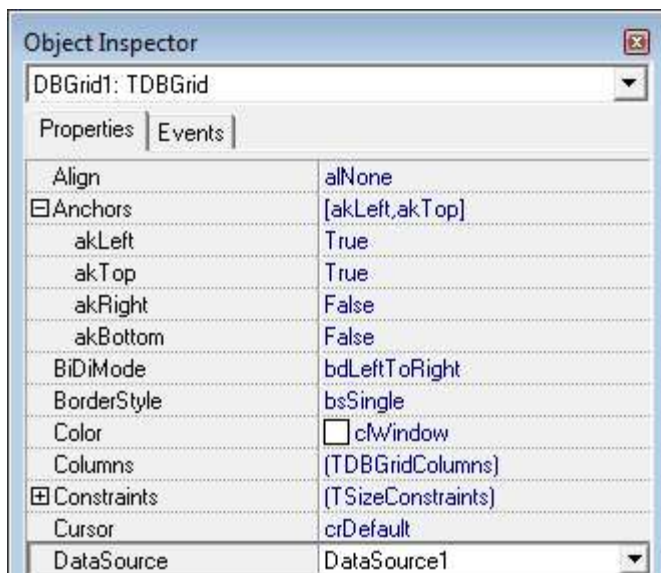 Object Inspector
DBGrid1: TDBGrid
Properties Events
Align alNone
Anchors [akLeft,akTop]
akLeft True
akTop True
akRight False
akBottom False
BiDiMode bdLeftToRight
BorderStyle bsSingle
Color clWindow
Columns (TDBGridColumns)
Constraints (TSizeConstraints)
Cursor crDefault
DataSource DataSource1